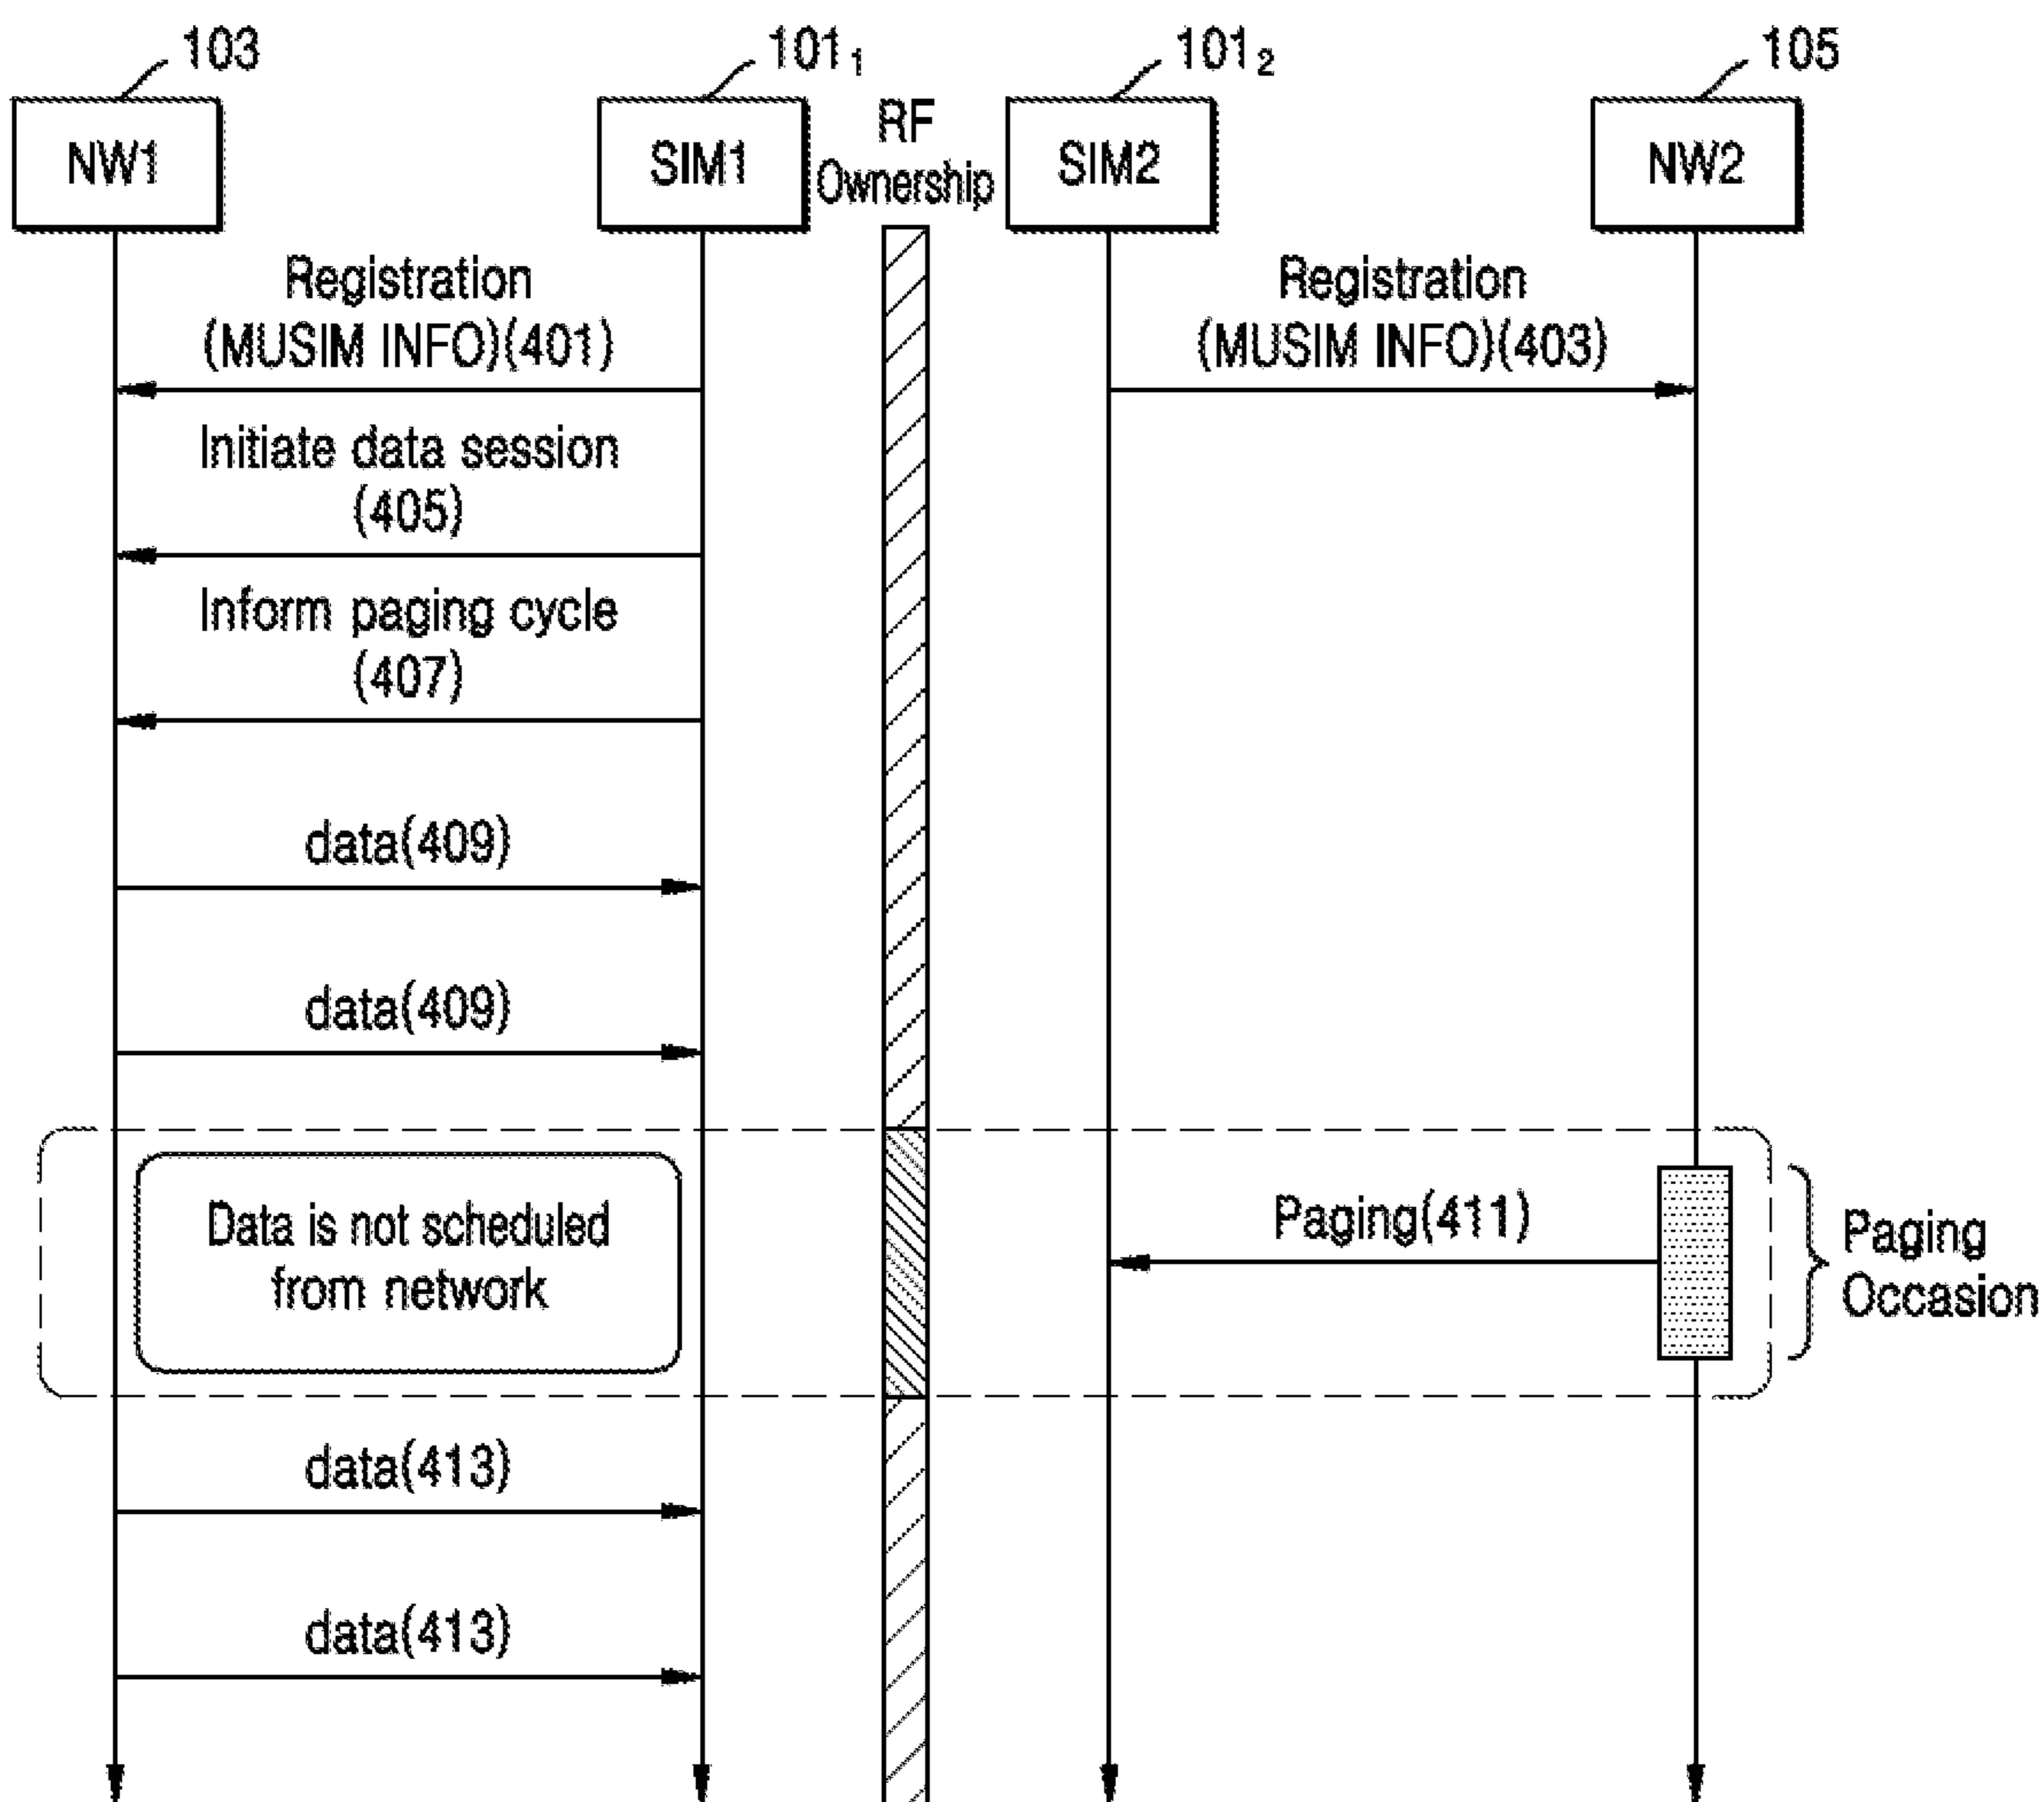 103
101₁
101₂
105
NW1
SIM1
RF
Ownership
SIM2
NW2
Registration
(MUSIM INFO)(401)
Registration
(MUSIM INFO)(403)
Initiate data session
(405)
Inform paging cycle
(407)
data(409)
data(409)
Data is not scheduled
from network
Paging(411)
Paging
Occasion
data(413)
data(413)